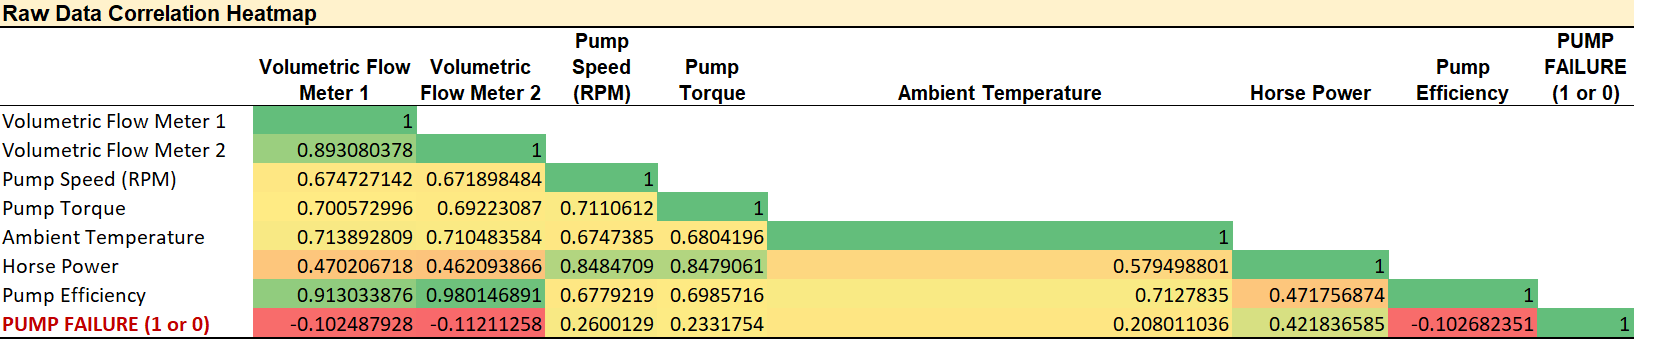 Raw Data Correlation Heatmap
Volumetric Flow Meter 1 Volumetric Flow Meter 2 Pump Speed (RPM) Pump Torque Ambient Temperature Horse Power Pump Efficiency PUMP FAILURE (1 or 0)
Volumetric Flow Meter 1 1
Volumetric Flow Meter 2 0.893080378 1
Pump Speed (RPM) 0.674727142 0.671898484 1
Pump Torque 0.700572996 0.69223087 0.7110612 1
Ambient Temperature 0.713892809 0.710483584 0.6747385 0.6804196 1
Horse Power 0.470206718 0.462093866 0.8484709 0.8479061 0.579498801 1
Pump Efficiency 0.913033876 0.980146891 0.6779219 0.6985716 0.7127835 0.471756874 1
PUMP FAILURE (1 or 0) -0.102487928 -0.11211258 0.2600129 0.2331754 0.208011036 0.421836585 -0.102682351 1